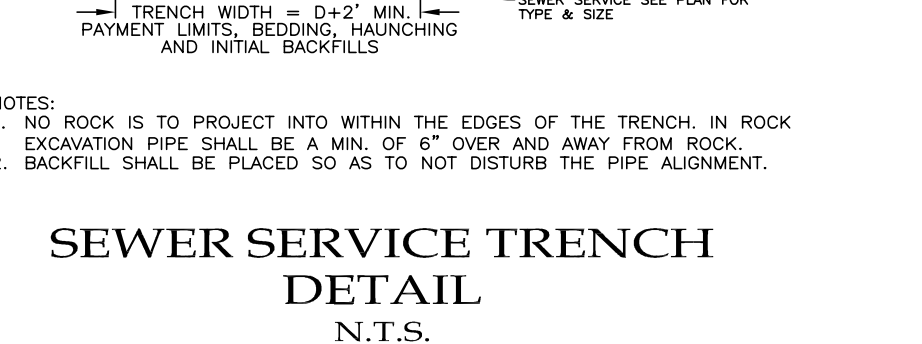 TRENCH WIDTH = D+2' MIN.
PAYMENT LIMITS, BEDDING, HAUNCHING
AND INITIAL BACKFILLS
SEWER SERVICE SEE PLAN FOR
TYPE & SIZE
NOTES:
. NO ROCK IS TO PROJECT INTO WITHIN THE EDGES OF THE TRENCH. IN ROCK
EXCAVATION PIPE SHALL BE A MIN. OF 6" OVER AND AWAY FROM ROCK.
2. BACKFILL SHALL BE PLACED SO AS TO NOT DISTURB THE PIPE ALIGNMENT.
SEWER SERVICE TRENCH
DETAIL
N.T.S.